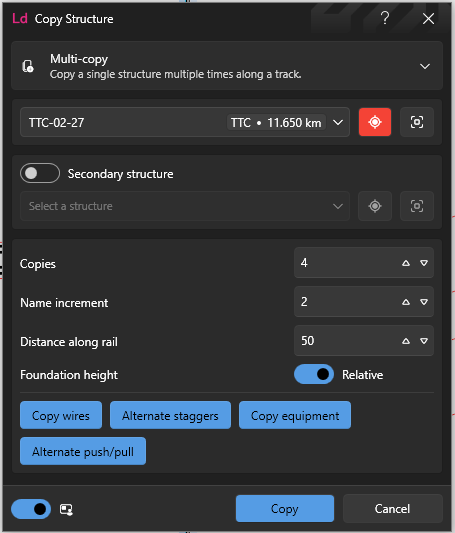 Ld Copy Structure ?
Multi-copy
Copy a single structure multiple times along a track.
TTC-02-27 TTC • 11.650 km
Secondary structure
Select a structure
Copies 4
Name increment 2
Distance along rail 50
Foundation height Relative
Copy wires Alternate staggers Copy equipment
Alternate push/pull
Copy Cancel